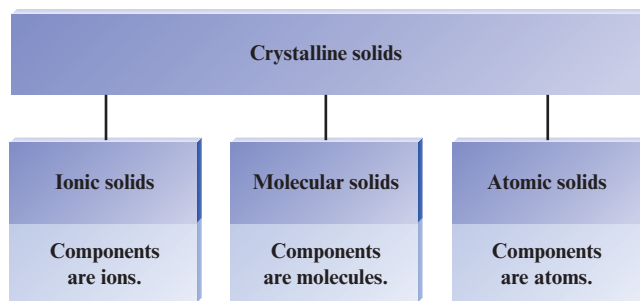 Crystalline solids
Ionic solids
Components
are ions.
Molecular solids
Components
are molecules.
Atomic solids
Components
are atoms.